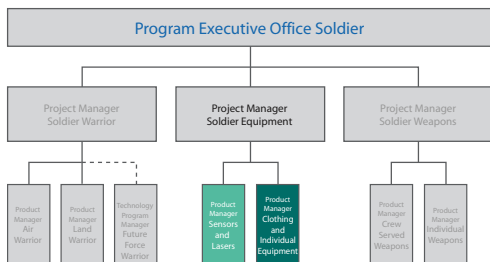 Program Executive Office Soldier
Project Manager
Soldier Warrior
Project Manager
Soldier Equipment
Project Manager
Soldier Weapons
Product
Manager
Air
Warrior
Product
Manager
Land
Warrior
Technology
Program
Manager
Future
Force
Warrior
Product
Manager
Sensors
and
Lasers
Product
Manager
Clothing
and
Individual
Equipment
Product
Manager
Crew
Served
Weapons
Product
Manager
Individual
Weapons